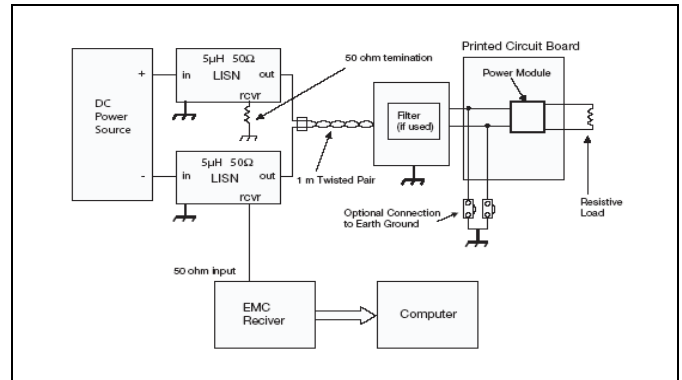 Printed Circuit Board
5μH 50Ω
LISN
in
out
rcvr
50 ohm temination
Power Module
+
DC
Power
Source
-
Filter
(if used)
5μH 50Ω
LISN
in
out
rcvr
1 m Twisted Pair
Optional Connection
to Earth Ground
Resistive
Load
50 ohm input
EMC
Reciver
Computer